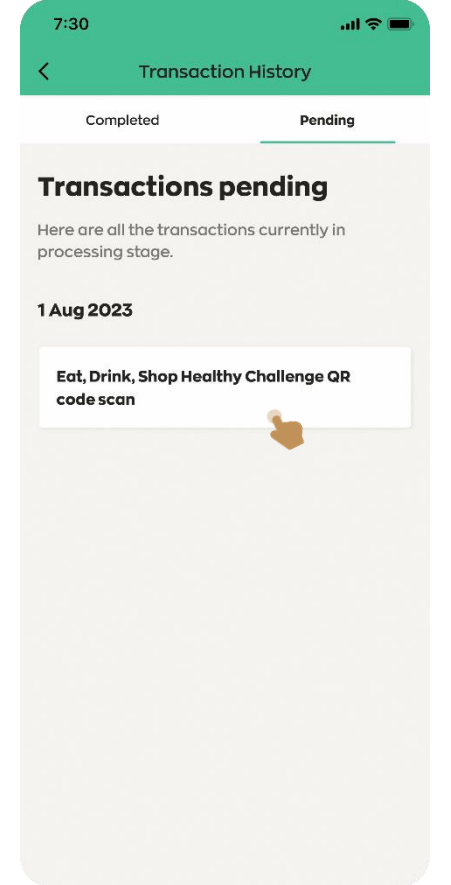 7:30
Transaction History
Completed
Pending
Transactions pending
Here are all the transactions currently in
processing stage.
1 Aug 2023
Eat, Drink, Shop Healthy Challenge QR
code scan